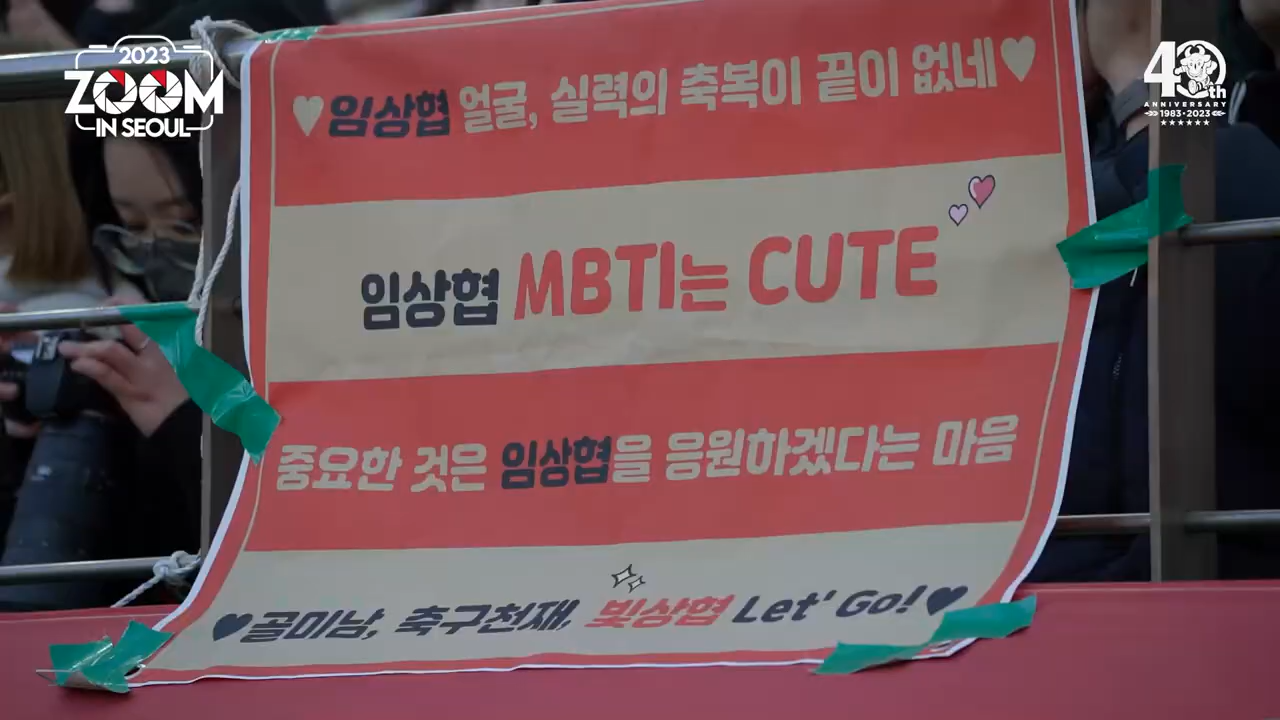 2023
ZOOM
IN SEOUL
40th
ANNIVERSARY
1983-2023
♥임상협 얼굴, 실력의 축복이 끝이 없네♥
임상협 MBTI는 CUTE
중요한 것은 임상협을 응원하겠다는 마음
♥골미남, 축구천재, 빛상협 Let' Go!♥